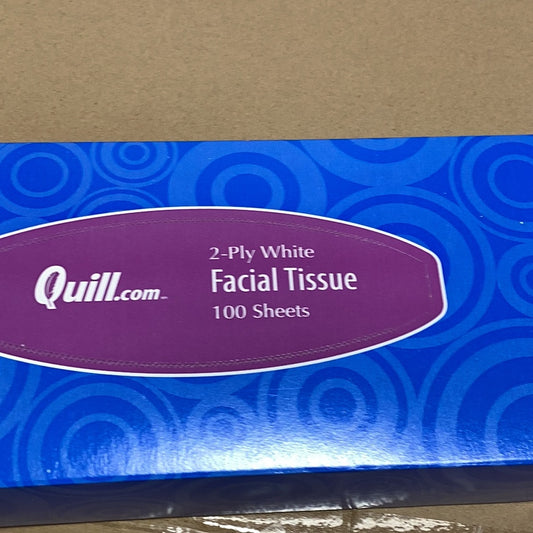 Quill.com
2-Ply White
Facial Tissue
100 Sheets